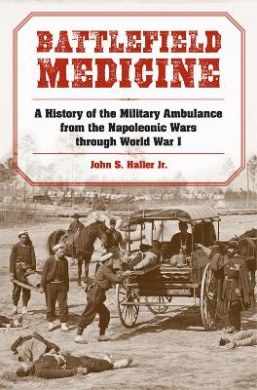 BATTLEFIELD
MEDICINE
A History of the Military Ambulance
from the Napoleonic Wars
through World War I
John S. Haller Jr.